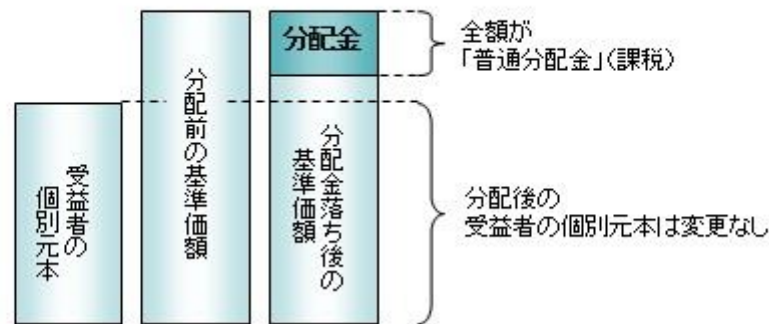 受益者の
個別元本
分配前の基準価額
分配金
分配金落ち後の
基準価額
全額が
「普通分配金」(課税)
分配後の
受益者の個別元本は変更なし